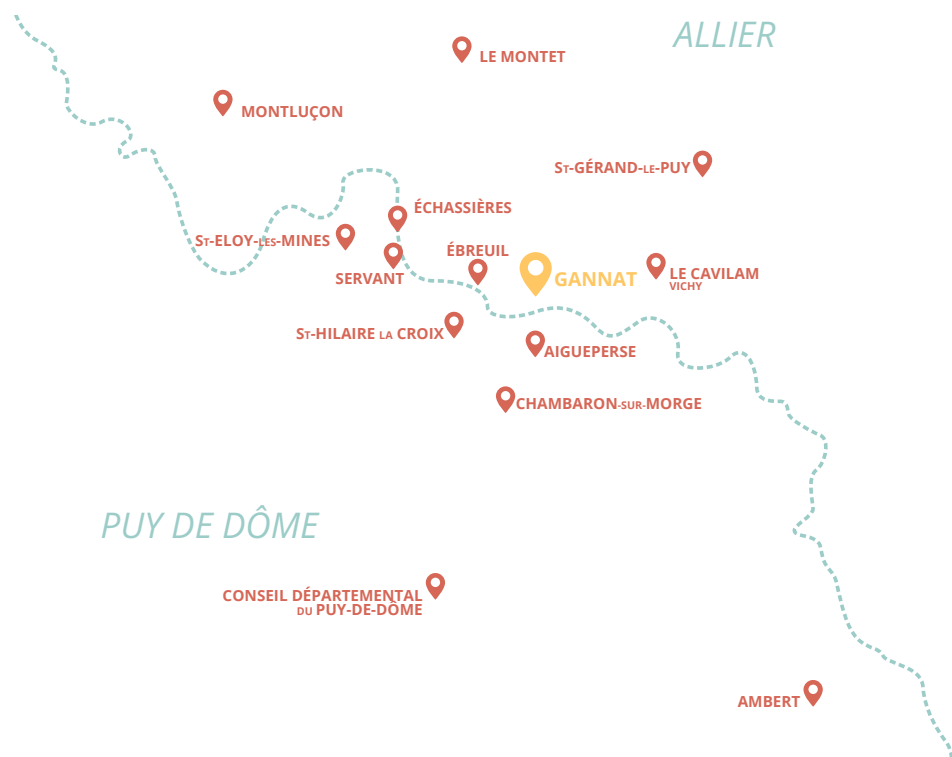 ALLIER
LE MONTET
MONTLUÇON
ST-GÉRAND-LE-PUY
ÉCHASSIÈRES
ST-ELOY-LES-MINES
ÉBREUIL
SERVANT
GANNAT
LE CAVILAM
VICHY
ST-HILAIRE LA CROIX
AIGUEPERSE
CHAMBARON-SUR-MORGE
PUY DE DÔME
CONSEIL DÉPARTEMENTAL
DU PUY-DE-DÔME
AMBERT